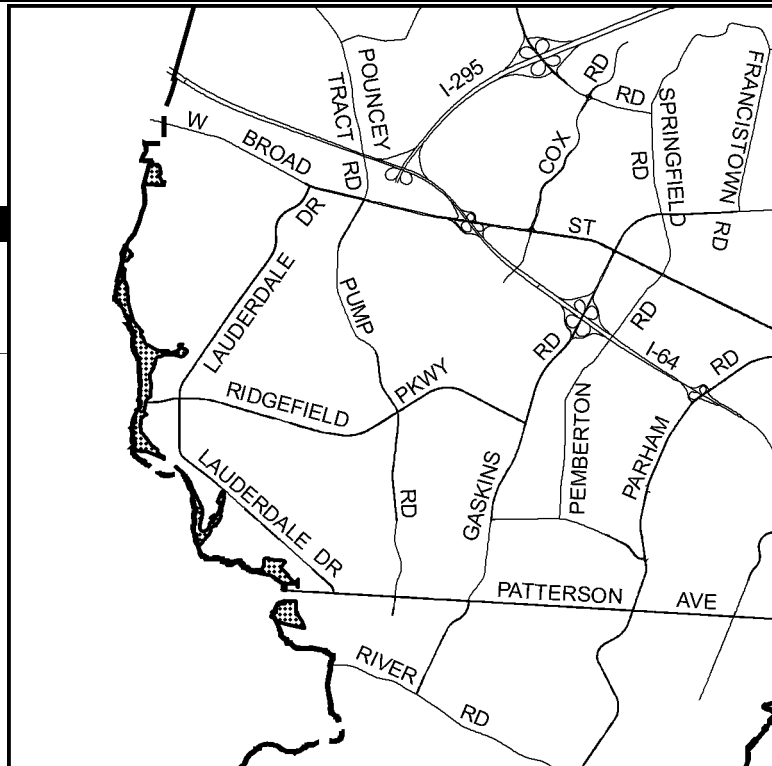 POUNCEY
TRACT
RD
I-295
RD
RD
COX
SPRINGFIELD
RD
FRANCISTOWN
RD
W
BROAD
ST
LAUDERDALE
DR
PUMP
RD
RIDGEFIELD
PKWY
RD
I-64
RD
GASKINS
RD
PEMBERTON
PARHAM
LAUDERDALE DR
PATTERSON
AVE
RIVER
RD